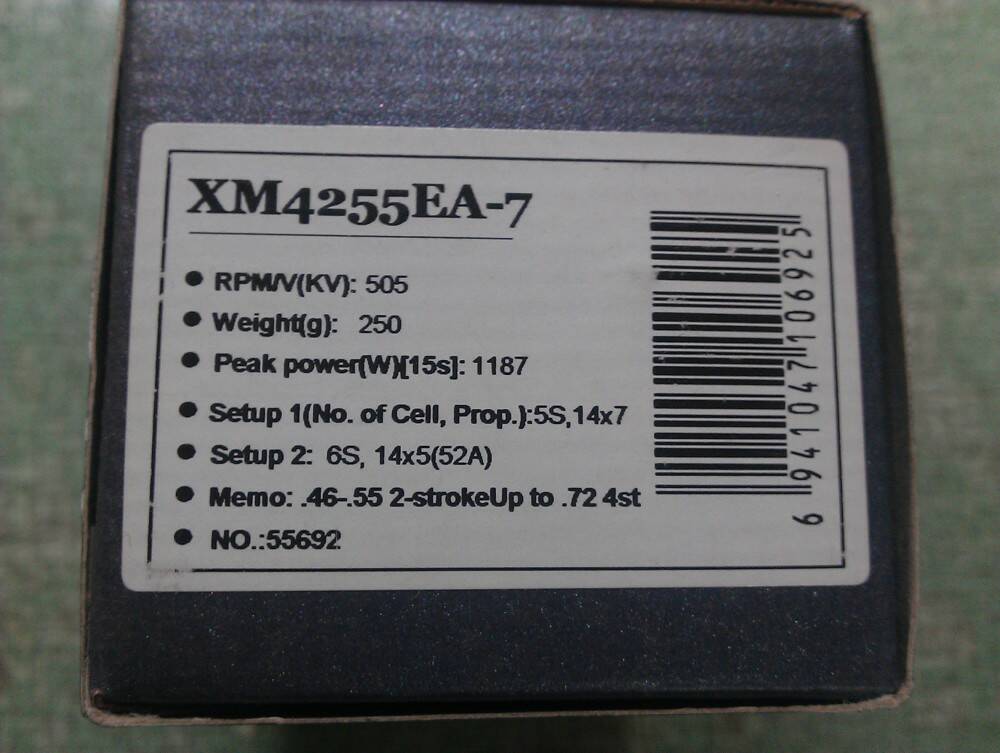 XM4255EA-7
● RPM/V(KV): 505
● Weight(g): 250
● Peak power(W)[15s]: 1187
● Setup 1(No. of Cell, Prop.):5S,14x7
● Setup 2: 6S, 14x5(52A)
● Memo: .46-.55 2-strokeUp to .72 4st
● NO.:55692
6941047106925